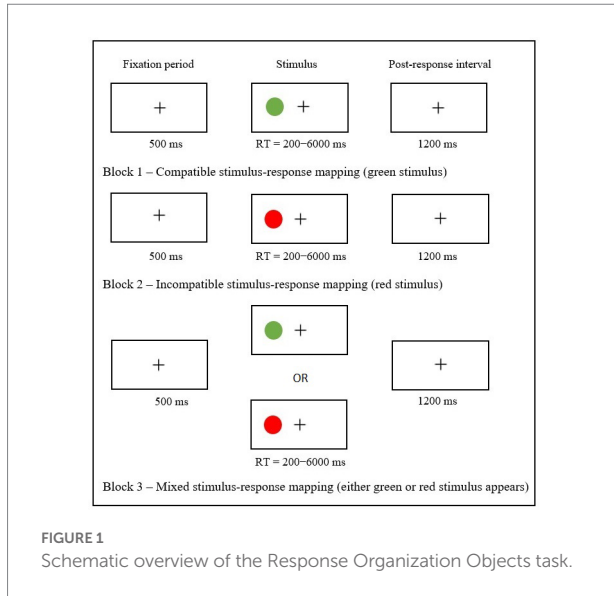 Fixation period Stimulus Post-response interval
500 ms RT = 200−6000 ms 1200 ms
Block 1 – Compatible stimulus-response mapping (green stimulus)
500 ms RT = 200−6000 ms 1200 ms
Block 2 – Incompatible stimulus-response mapping (red stimulus)
OR
500 ms 1200 ms
RT = 200−6000 ms
Block 3 – Mixed stimulus-response mapping (either green or red stimulus appears)
FIGURE 1
Schematic overview of the Response Organization Objects task.